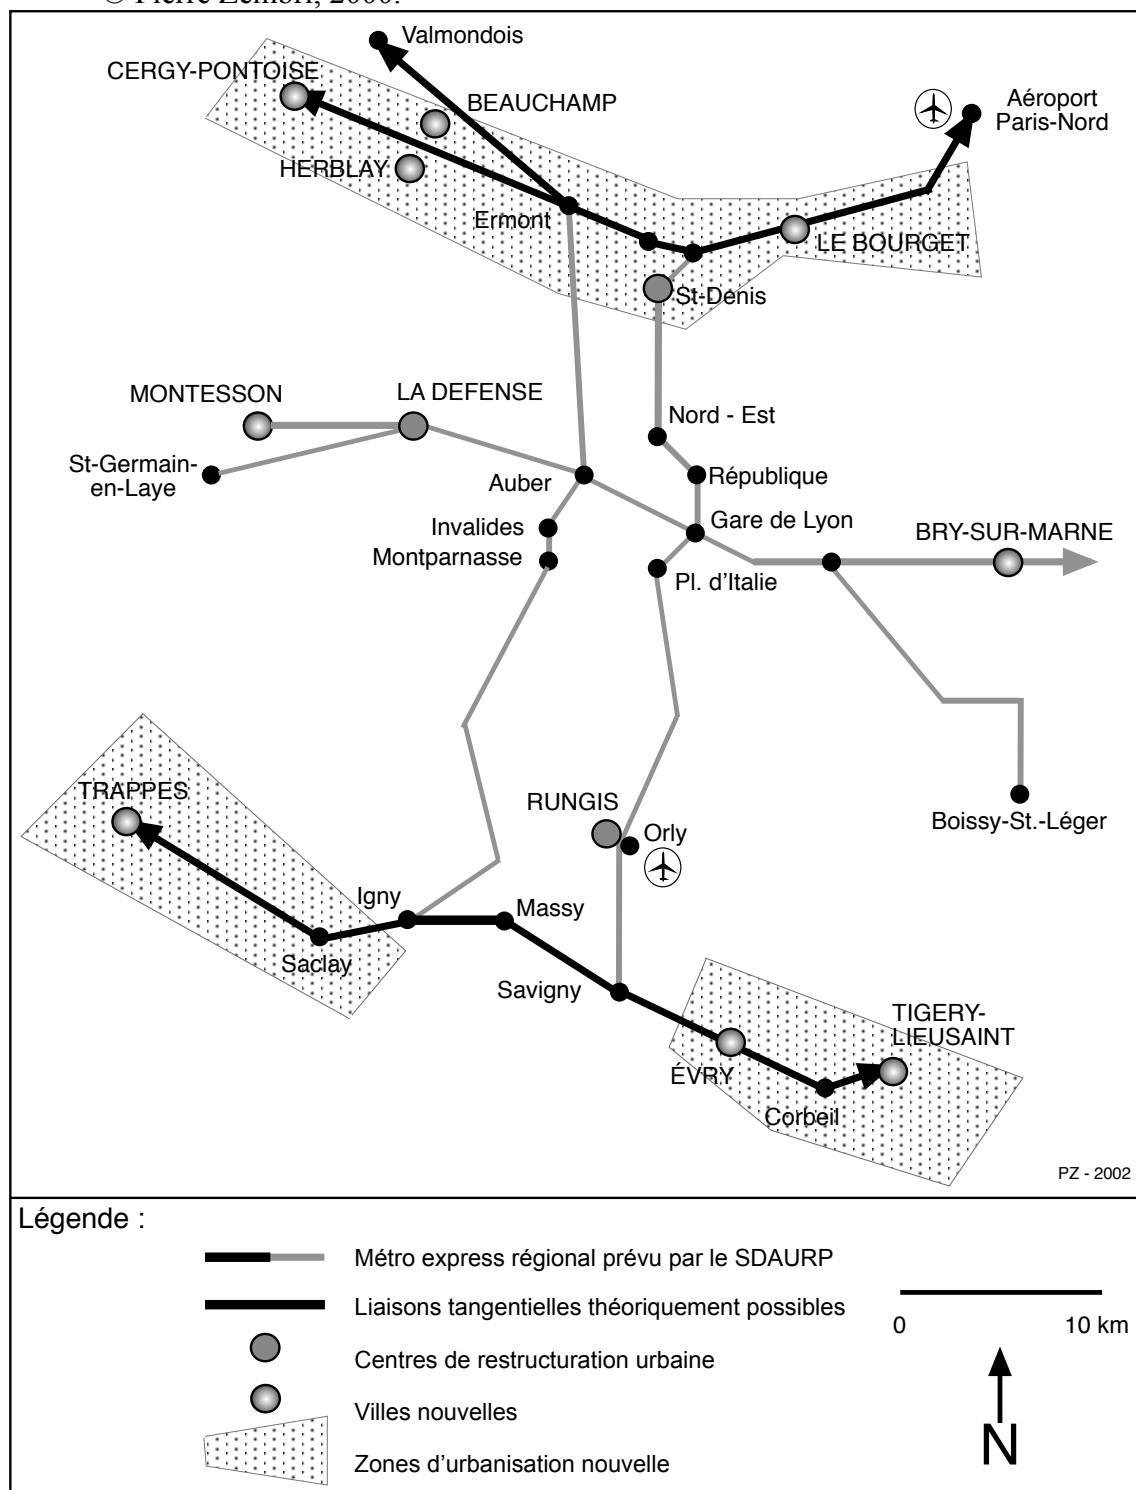 © Pierre Zembri, 2000.
Valmondois
CERGY-PONTOISE
BEAUCHAMP
Aéroport
Paris-Nord
HERBLAY
Ermont
LE BOURGET
St-Denis
MONTESSON
LA DEFENSE
Nord - Est
St-Germain-
en-Laye
Auber
République
Invalides
Gare de Lyon
BRY-SUR-MARNE
Montparnasse
Pl. d'Italie
TRAPPES
RUNGIS
Orly
Boissy-St.-Léger
Igny
Massy
Saclay
Savigny
TIGERY-
LIEUSAINT
ÉVRY
Corbeil
PZ - 2002
Légende :
Métro express régional prévu par le SDAURP
Liaisons tangentielles théoriquement possibles
0 10 km
Centres de restructuration urbaine
Villes nouvelles
N
Zones d'urbanisation nouvelle